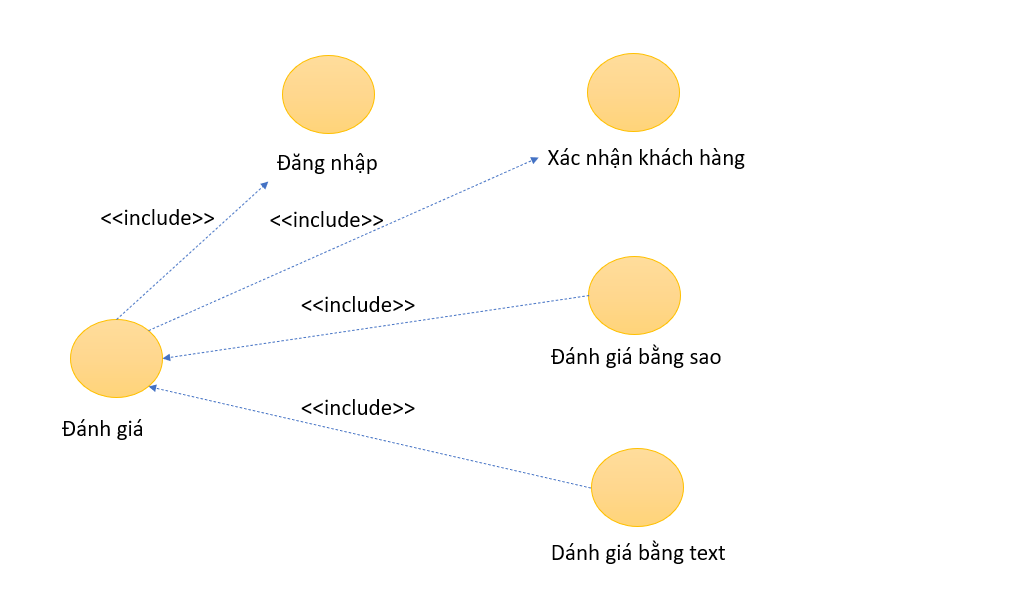 Đăng nhập
Xác nhận khách hàng
<<include>>
<<include>>
<<include>>
Đánh giá bằng sao
<<include>>
Đánh giá
Dánh giá bằng text